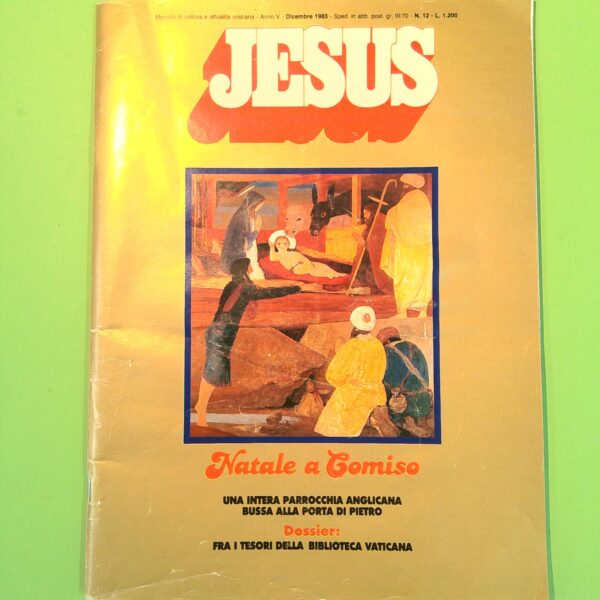 Mensile di cultura e attualità cristiana - Anno V - Dicembre 1983 - Sped. in abb. post. gr. III/70 - N. 12 - L. 1.200
JESUS
Natale a Comiso
UNA INTERA PARROCCHIA ANGLICANA
BUSSA ALLA PORTA DI PIETRO
Dossier:
FRA I TESORI DELLA BIBLIOTECA VATICANA